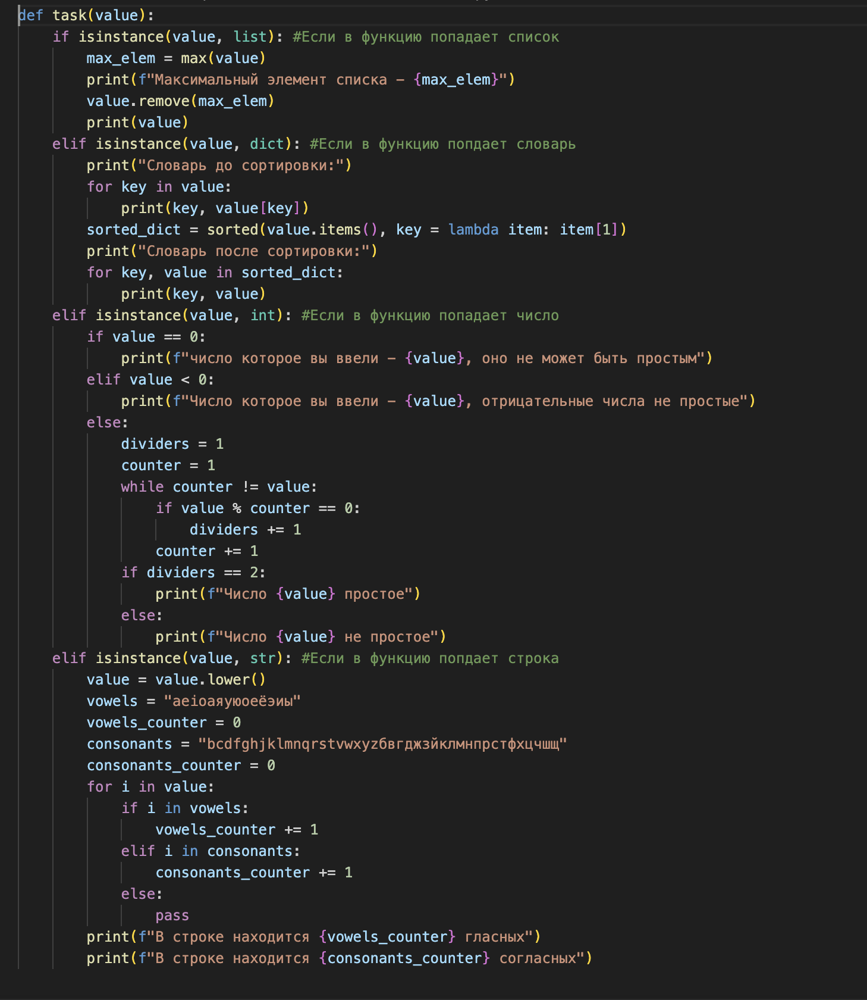 def task(value):
    if isinstance(value, list): #Если в функцию попадает список
        max_elem = max(value)
        print(f"Максимальный элемент списка – {max_elem}")
        value.remove(max_elem)
        print(value)
    elif isinstance(value, dict): #Если в функцию попдает словарь
        print("Словарь до сортировки:")
        for key in value:
            print(key, value[key])
        sorted_dict = sorted(value.items(), key = lambda item: item[1])
        print("Словарь после сортировки:")
        for key, value in sorted_dict:
            print(key, value)
    elif isinstance(value, int): #Если в функцию попадает число
        if value == 0:
            print(f"число которое вы ввели – {value}, оно не может быть простым")
        elif value < 0:
            print(f"Число которое вы ввели – {value}, отрицательные числа не простые")
        else:
            dividers = 1
            counter = 1
            while counter != value:
                if value % counter == 0:
                    dividers += 1
                counter += 1
            if dividers == 2:
                print(f"Число {value} простое")
            else:
                print(f"Число {value} не простое")
    elif isinstance(value, str): #Если в функцию попдает строка
        value = value.lower()
        vowels = "aeioаяуюоеёэиы"
        vowels_counter = 0
        consonants = "bcdfghjklmnqrstvwxyzбвгджзйклмнпрстфхцчшщ"
        consonants_counter = 0
        for i in value:
            if i in vowels:
                vowels_counter += 1
            elif i in consonants:
                consonants_counter += 1
            else:
                pass
        print(f"В строке находится {vowels_counter} гласных")
        print(f"В строке находится {consonants_counter} согласных")